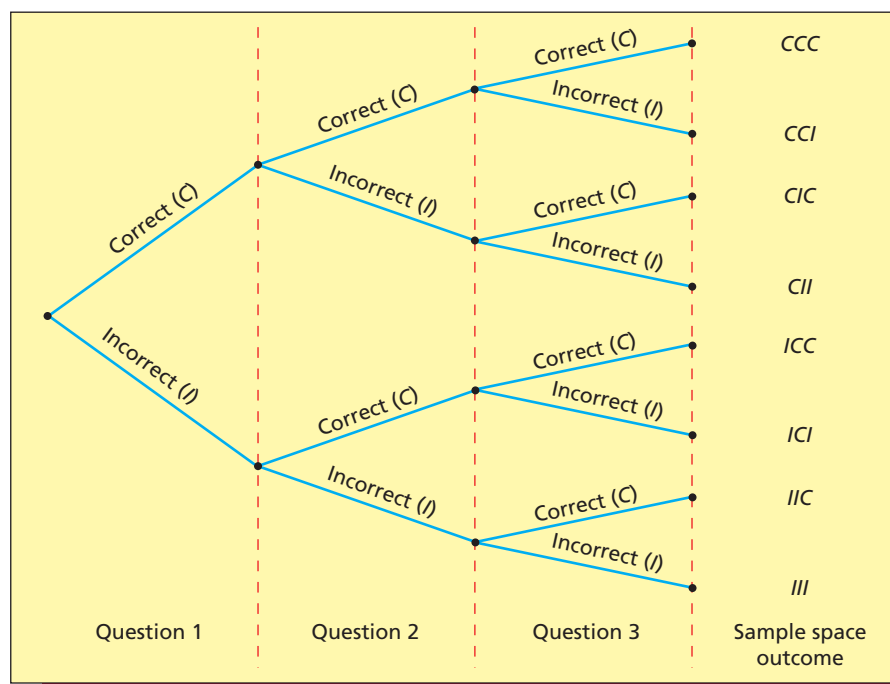 Correct (C)
CCC
Correct (C)
Incorrect (I)
CCI
Correct (C)
Incorrect (I)
Correct (C)
CIC
Incorrect (I)
CII
Incorrect (I)
Correct (C)
Correct (C)
ICC
Incorrect (I)
ICI
Incorrect (I)
Correct (C)
IIC
Incorrect (I)
III
Question 1
Question 2
Question 3
Sample space
outcome